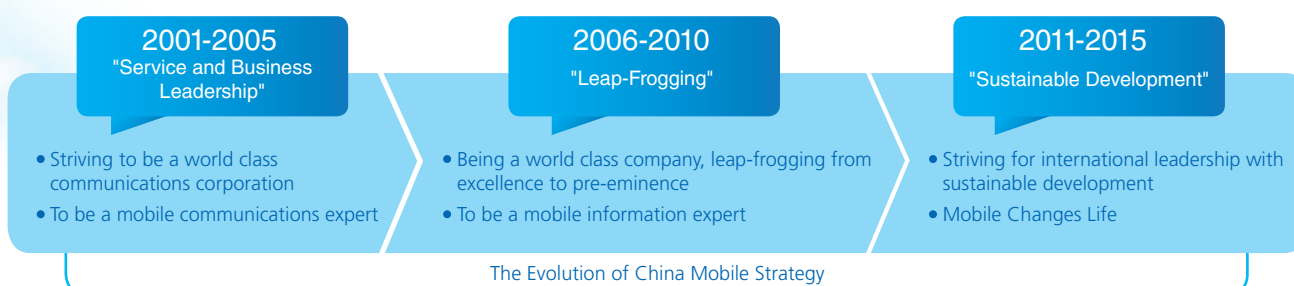 2001-2005
"Service and Business
Leadership"
• Striving to be a world class
communications corporation
• To be a mobile communications expert
2006-2010
"Leap-Frogging"
• Being a world class company, leap-frogging from
excellence to pre-eminence
• To be a mobile information expert
2011-2015
"Sustainable Development"
• Striving for international leadership with
sustainable development
• Mobile Changes Life
The Evolution of China Mobile Strategy